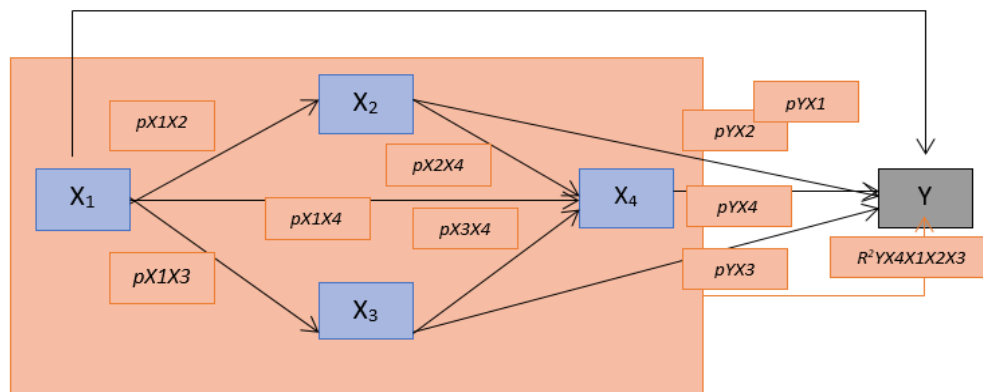 X₂
pYX1
pX1X2
pYX2
pX2X4
X₁
X₄
Y
pX1X4
pYX4
pX3X4
R²YX4X1X2X3
pX1X3
pYX3
X₃